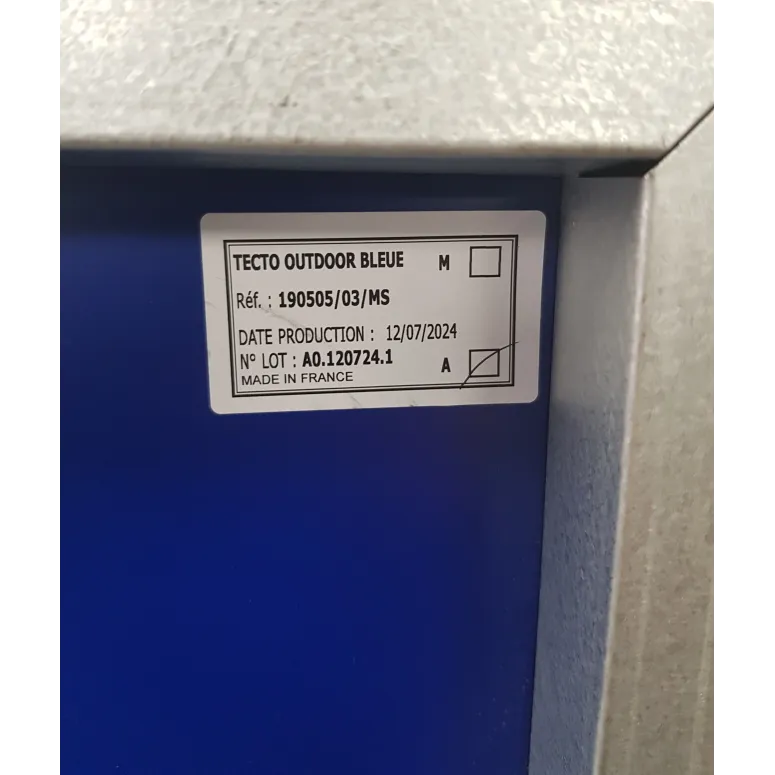 TECTO OUTDOOR BLEUE M
Réf. : 190505/03/MS
DATE PRODUCTION : 12/07/2024
N° LOT : A0.120724.1 A
MADE IN FRANCE